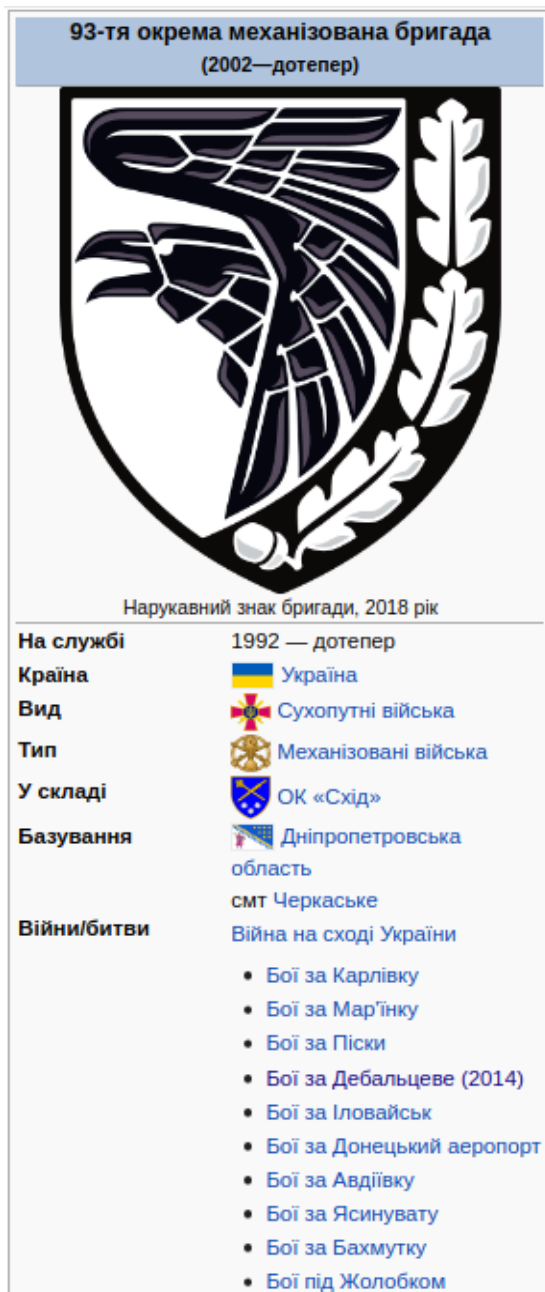 93-тя окрема механізована бригада
(2002—дотепер)
Нарукавний знак бригади, 2018 рік
На службі 1992 — дотепер
Країна Україна
Вид Сухопутні війська
Тип Механізовані війська
У складі ОК «Схід»
Базування Дніпропетровська
область
смт Черкаське
Війни/битви Війна на сході України
Бої за Карлівку
Бої за Мар'їнку
Бої за Піски
Бої за Дебальцеве (2014)
Бої за Іловайськ
Бої за Донецький аеропорт
Бої за Авдіївку
Бої за Ясинувату
Бої за Бахмутку
Бої під Жолобком